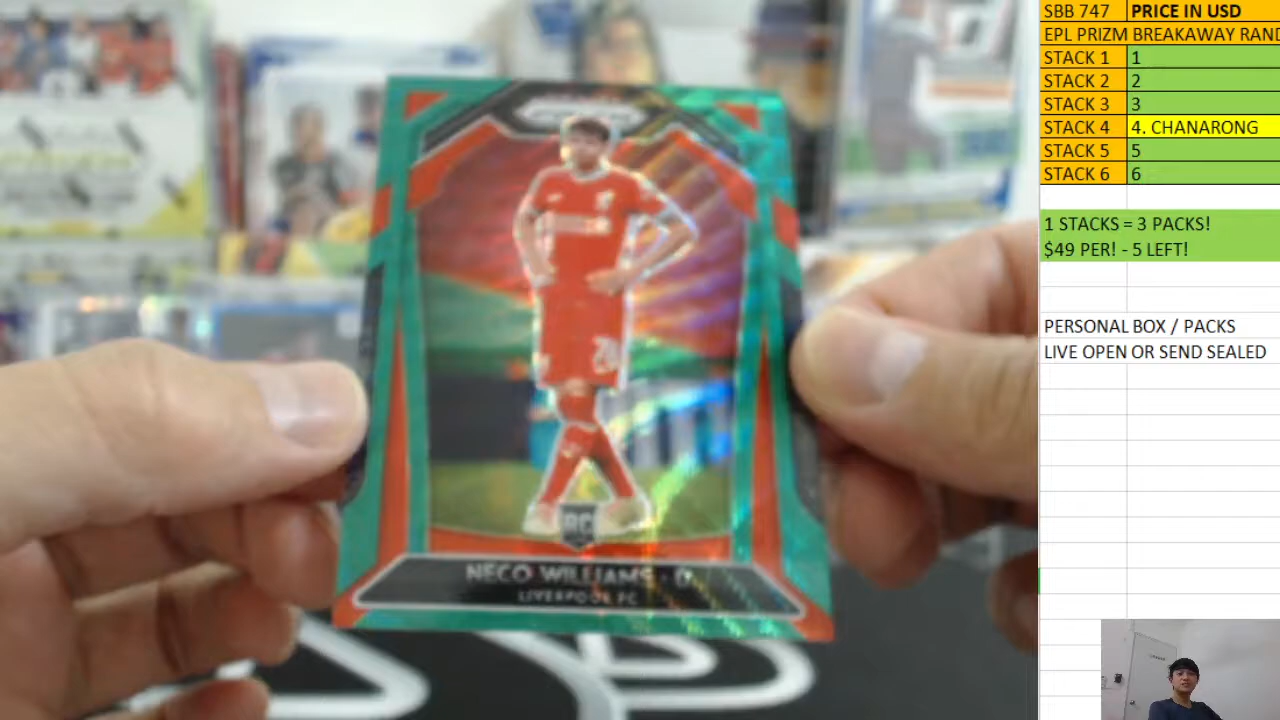 SBB 747 PRICE IN USD
EPL PRIZM BREAKAWAY RAND
STACK 1 1
STACK 2 2
STACK 3 3
STACK 4 4. CHANARONG
STACK 5 5
STACK 6 6
1 STACKS = 3 PACKS!
$49 PER! - 5 LEFT!
PERSONAL BOX / PACKS
LIVE OPEN OR SEND SEALED
20
RC
NECO WILLIAMS · D
LIVERPOOL FC